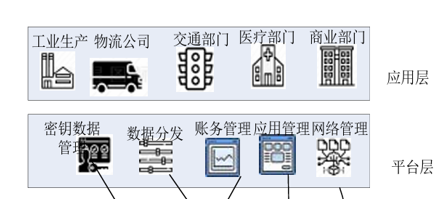 工业生产 物流公司 交通部门 医疗部门 商业部门
应用层
密钥数据管理 数据分发 账务管理 应用管理 网络管理
平台层